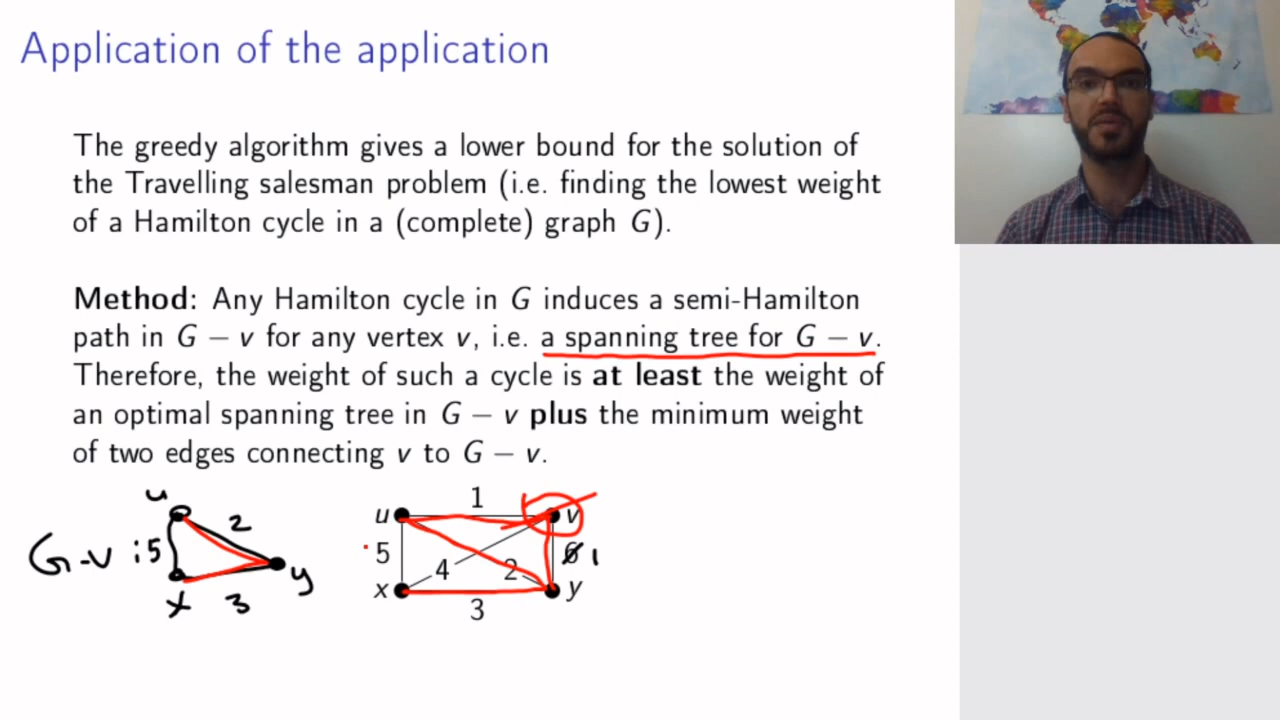 Application of the application
The greedy algorithm gives a lower bound for the solution of
the Travelling salesman problem (i.e. finding the lowest weight
of a Hamilton cycle in a (complete) graph G).
Method: Any Hamilton cycle in G induces a semi-Hamilton
path in G − v for any vertex v, i.e. a spanning tree for G − v.
Therefore, the weight of such a cycle is at least the weight of
an optimal spanning tree in G − v plus the minimum weight
of two edges connecting v to G − v.
u
2
G-v : 5
x
3
y
1
u
v
5
4
2
6 1
x
y
3